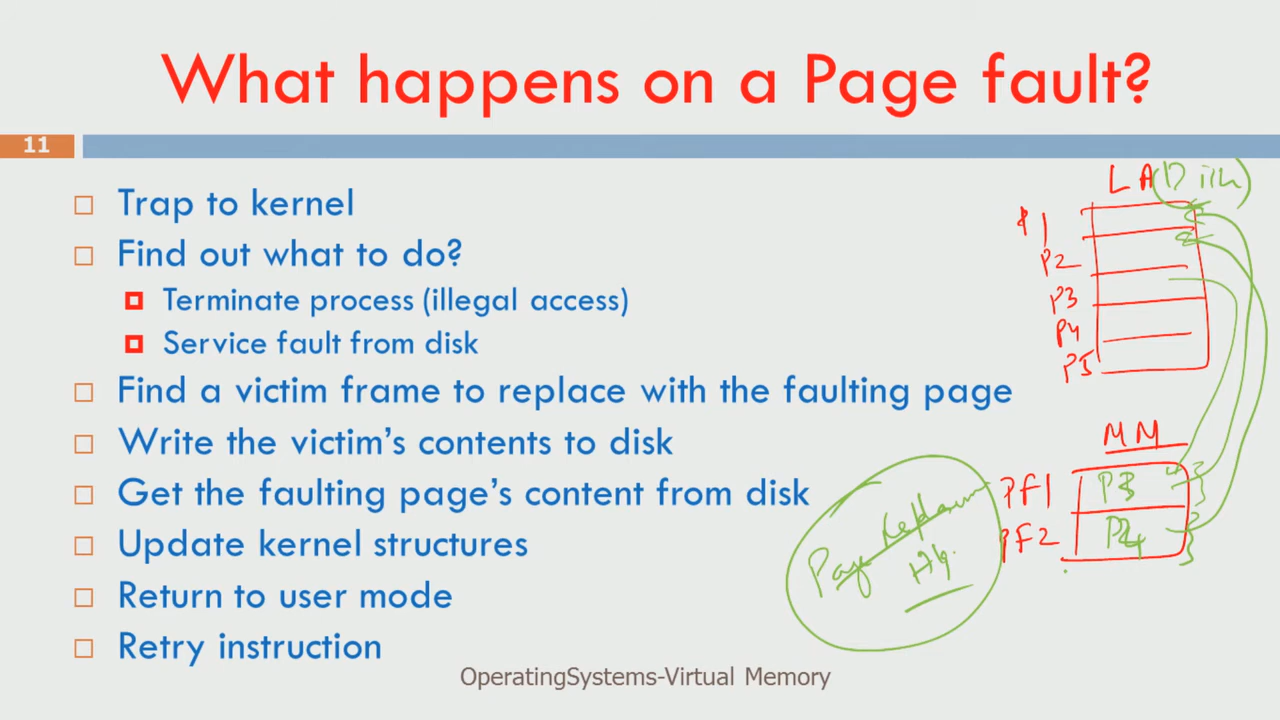 What happens on a Page fault?
11
Trap to kernel
Find out what to do?
Terminate process (illegal access)
Service fault from disk
Find a victim frame to replace with the faulting page
Write the victim's contents to disk
Get the faulting page's content from disk
Update kernel structures
Return to user mode
Retry instruction
OperatingSystems-Virtual Memory
LA
P2
P3
P4
P5
MM
PF1 P3
PF2
Page